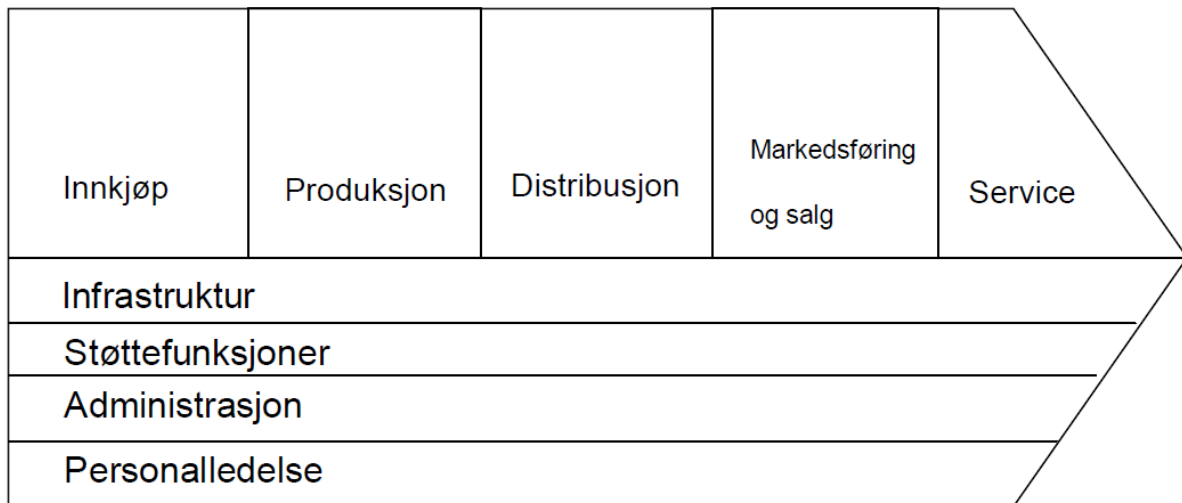 Innkjøp
Produksjon
Distribusjon
Markedsføring
og salg
Service
Infrastruktur
Støttefunksjoner
Administrasjon
Personalledelse